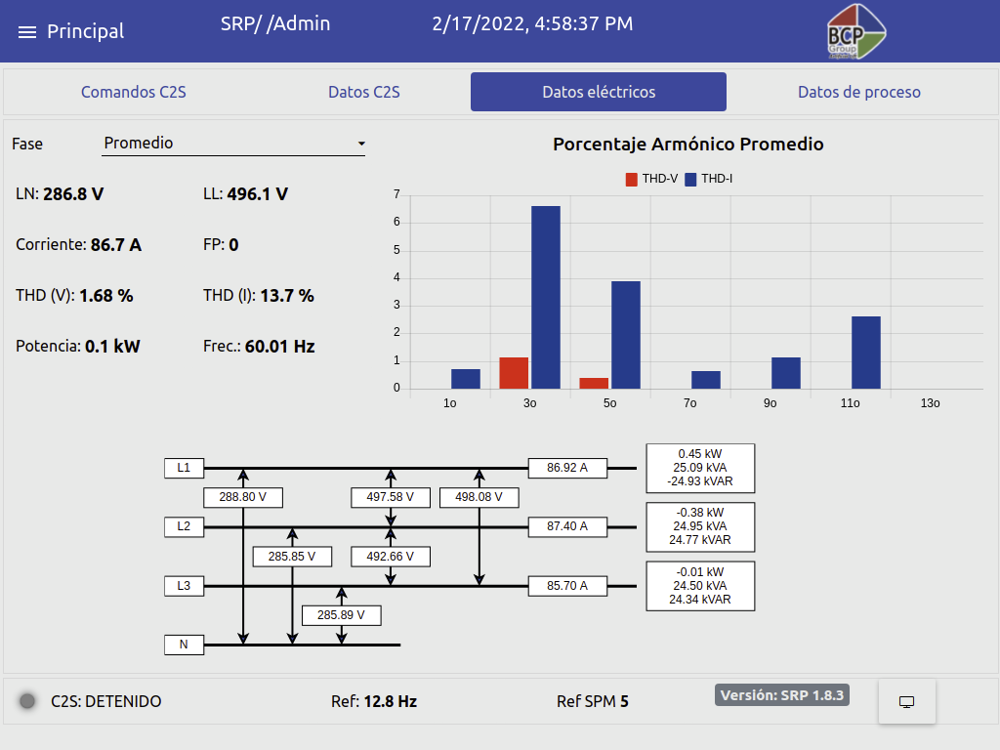 Principal
SRP/ /Admin
2/17/2022, 4:58:37 PM
BCP
Group
Comandos C2S
Datos C2S
Datos eléctricos
Datos de proceso
Fase
Promedio
LN: 286.8 V
LL: 496.1 V
Corriente: 86.7 A
FP: 0
THD (V): 1.68 %
THD (I): 13.7 %
Potencia: 0.1 kW
Frec.: 60.01 Hz
Porcentaje Armónico Promedio
THD-V
THD-I
7
6
5
4
3
2
1
0
1o
3o
5o
7o
9o
11o
13o
L1
86.92 A
0.45 kW
25.09 kVA
-24.93 kVAR
288.80 V
497.58 V
498.08 V
L2
87.40 A
-0.38 kW
24.95 kVA
24.77 kVAR
285.85 V
492.66 V
L3
85.70 A
-0.01 kW
24.50 kVA
24.34 kVAR
285.89 V
N
C2S: DETENIDO
Ref: 12.8 Hz
Ref SPM 5
Versión: SRP 1.8.3